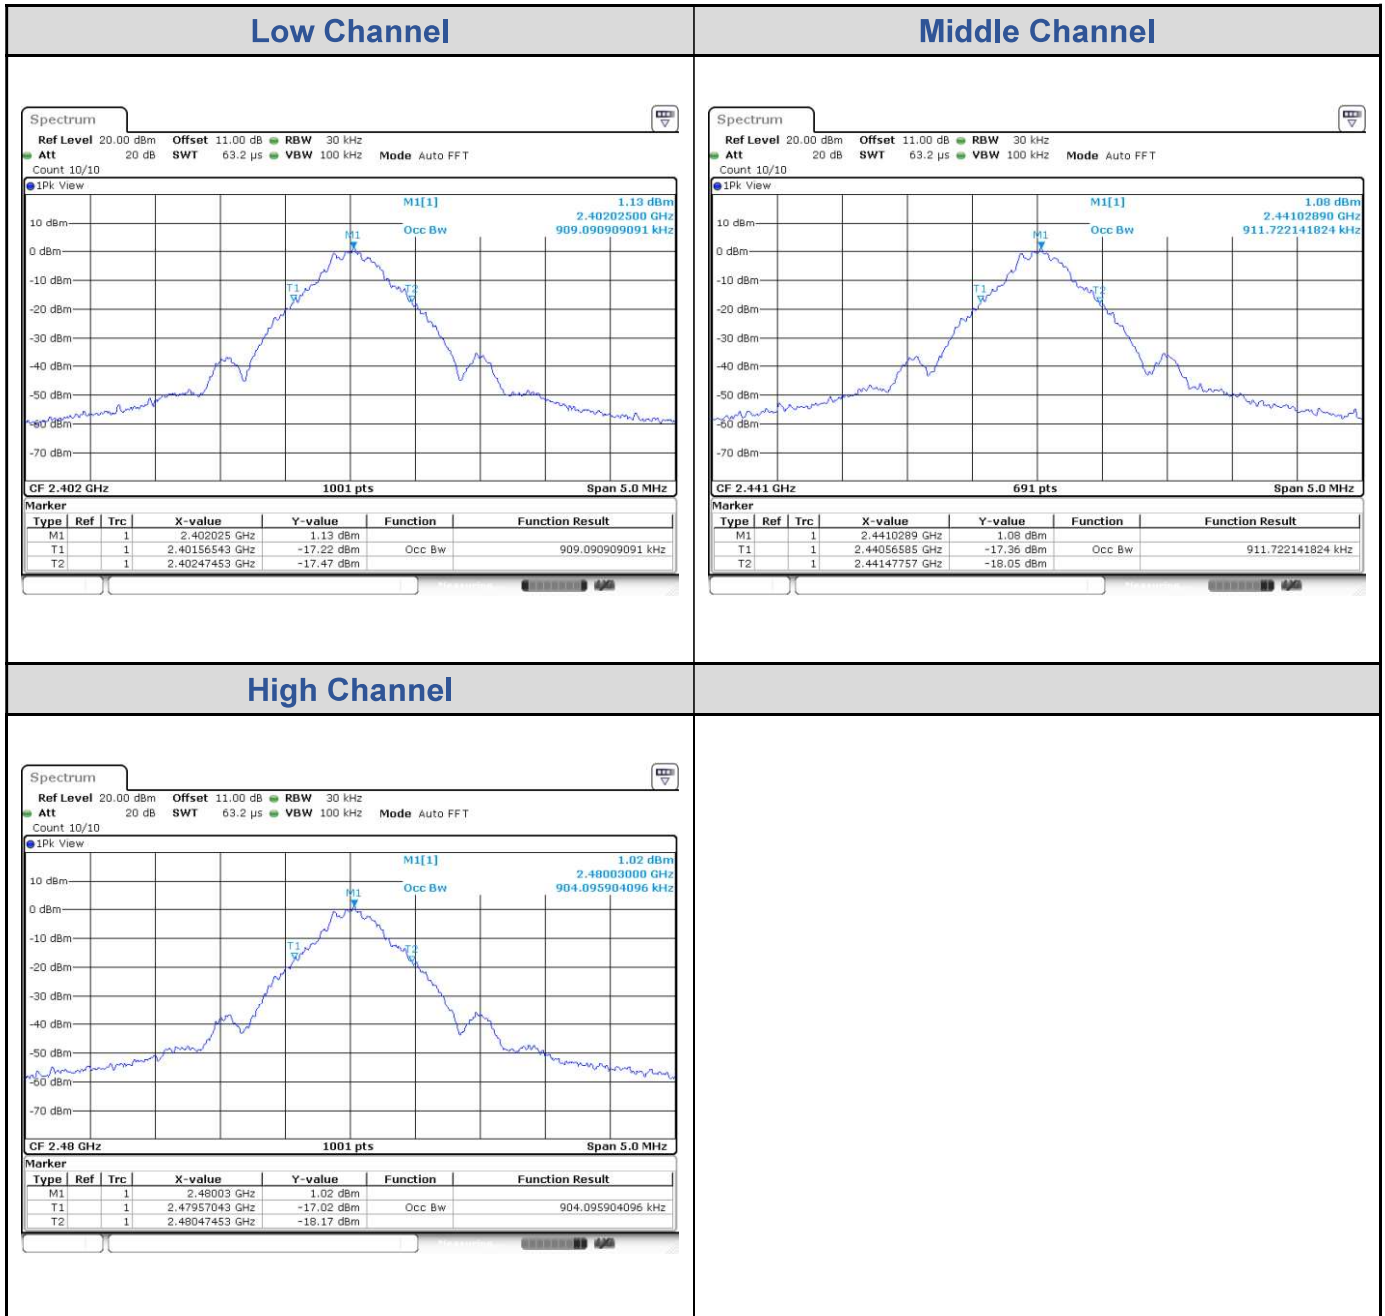 Low Channel
Middle Channel
Spectrum
Ref Level 20.00 dBm Offset 11.00 dB RBW 30 kHz
Att 20 dB SWT 63.2 µs VBW 100 kHz Mode Auto FFT
Count 10/10
1Pk View
M1[1] 1.13 dBm
2.40202500 GHz
Occ Bw 909.090909091 kHz
10 dBm
M1
0 dBm
-10 dBm
T1
T2
-20 dBm
-30 dBm
-40 dBm
-50 dBm
-60 dBm
-70 dBm
CF 2.402 GHz 1001 pts Span 5.0 MHz
Marker
Type Ref Trc X-value Y-value Function Function Result
M1 1 2.402025 GHz 1.13 dBm
T1 1 2.40156543 GHz -17.22 dBm Occ Bw 909.090909091 kHz
T2 1 2.40247453 GHz -17.47 dBm
Spectrum
Ref Level 20.00 dBm Offset 11.00 dB RBW 30 kHz
Att 20 dB SWT 63.2 µs VBW 100 kHz Mode Auto FFT
Count 10/10
1Pk View
M1[1] 1.08 dBm
2.44102890 GHz
Occ Bw 911.722141824 kHz
10 dBm
M1
0 dBm
-10 dBm
T1
T2
-20 dBm
-30 dBm
-40 dBm
-50 dBm
-60 dBm
-70 dBm
CF 2.441 GHz 691 pts Span 5.0 MHz
Marker
Type Ref Trc X-value Y-value Function Function Result
M1 1 2.4410289 GHz 1.08 dBm
T1 1 2.44056585 GHz -17.36 dBm Occ Bw 911.722141824 kHz
T2 1 2.44147757 GHz -18.05 dBm
High Channel
Spectrum
Ref Level 20.00 dBm Offset 11.00 dB RBW 30 kHz
Att 20 dB SWT 63.2 µs VBW 100 kHz Mode Auto FFT
Count 10/10
1Pk View
M1[1] 1.02 dBm
2.48003000 GHz
Occ Bw 904.095904096 kHz
10 dBm
M1
0 dBm
-10 dBm
T1
T2
-20 dBm
-30 dBm
-40 dBm
-50 dBm
-60 dBm
-70 dBm
CF 2.48 GHz 1001 pts Span 5.0 MHz
Marker
Type Ref Trc X-value Y-value Function Function Result
M1 1 2.48003 GHz 1.02 dBm
T1 1 2.47957043 GHz -17.02 dBm Occ Bw 904.095904096 kHz
T2 1 2.48047453 GHz -18.17 dBm